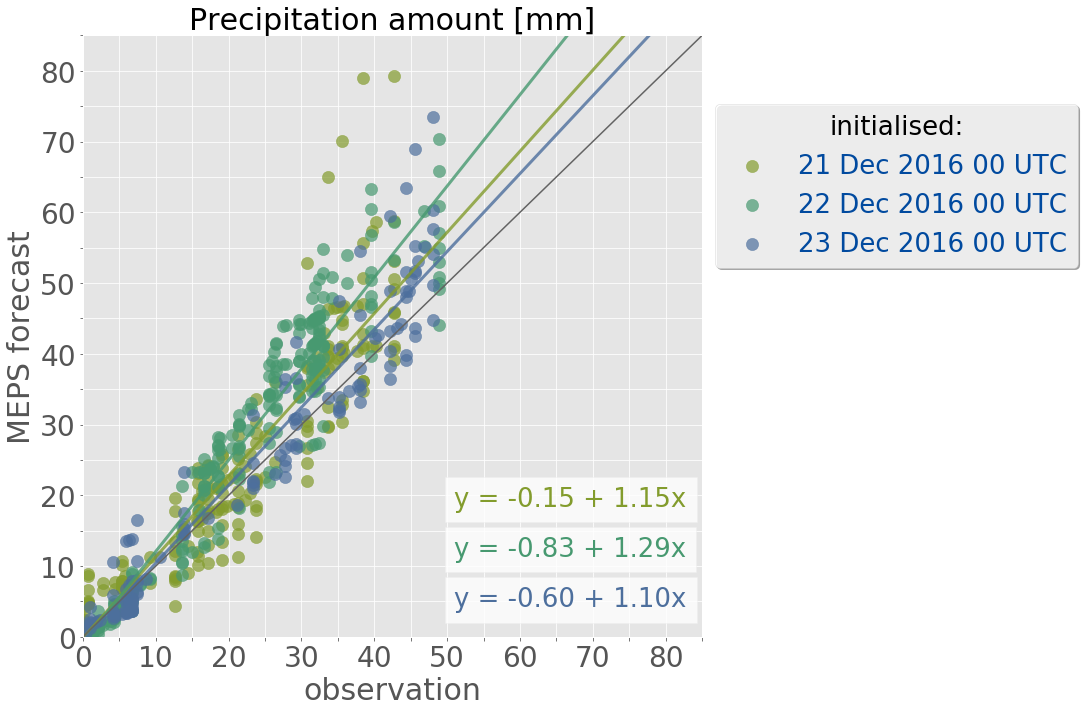 Precipitation amount [mm]
MEPS forecast
80
70
60
50
40
30
20
10
0
0 10 20 30 40 50 60 70 80
observation
y = -0.15 + 1.15x
y = -0.83 + 1.29x
y = -0.60 + 1.10x
initialised:
21 Dec 2016 00 UTC
22 Dec 2016 00 UTC
23 Dec 2016 00 UTC